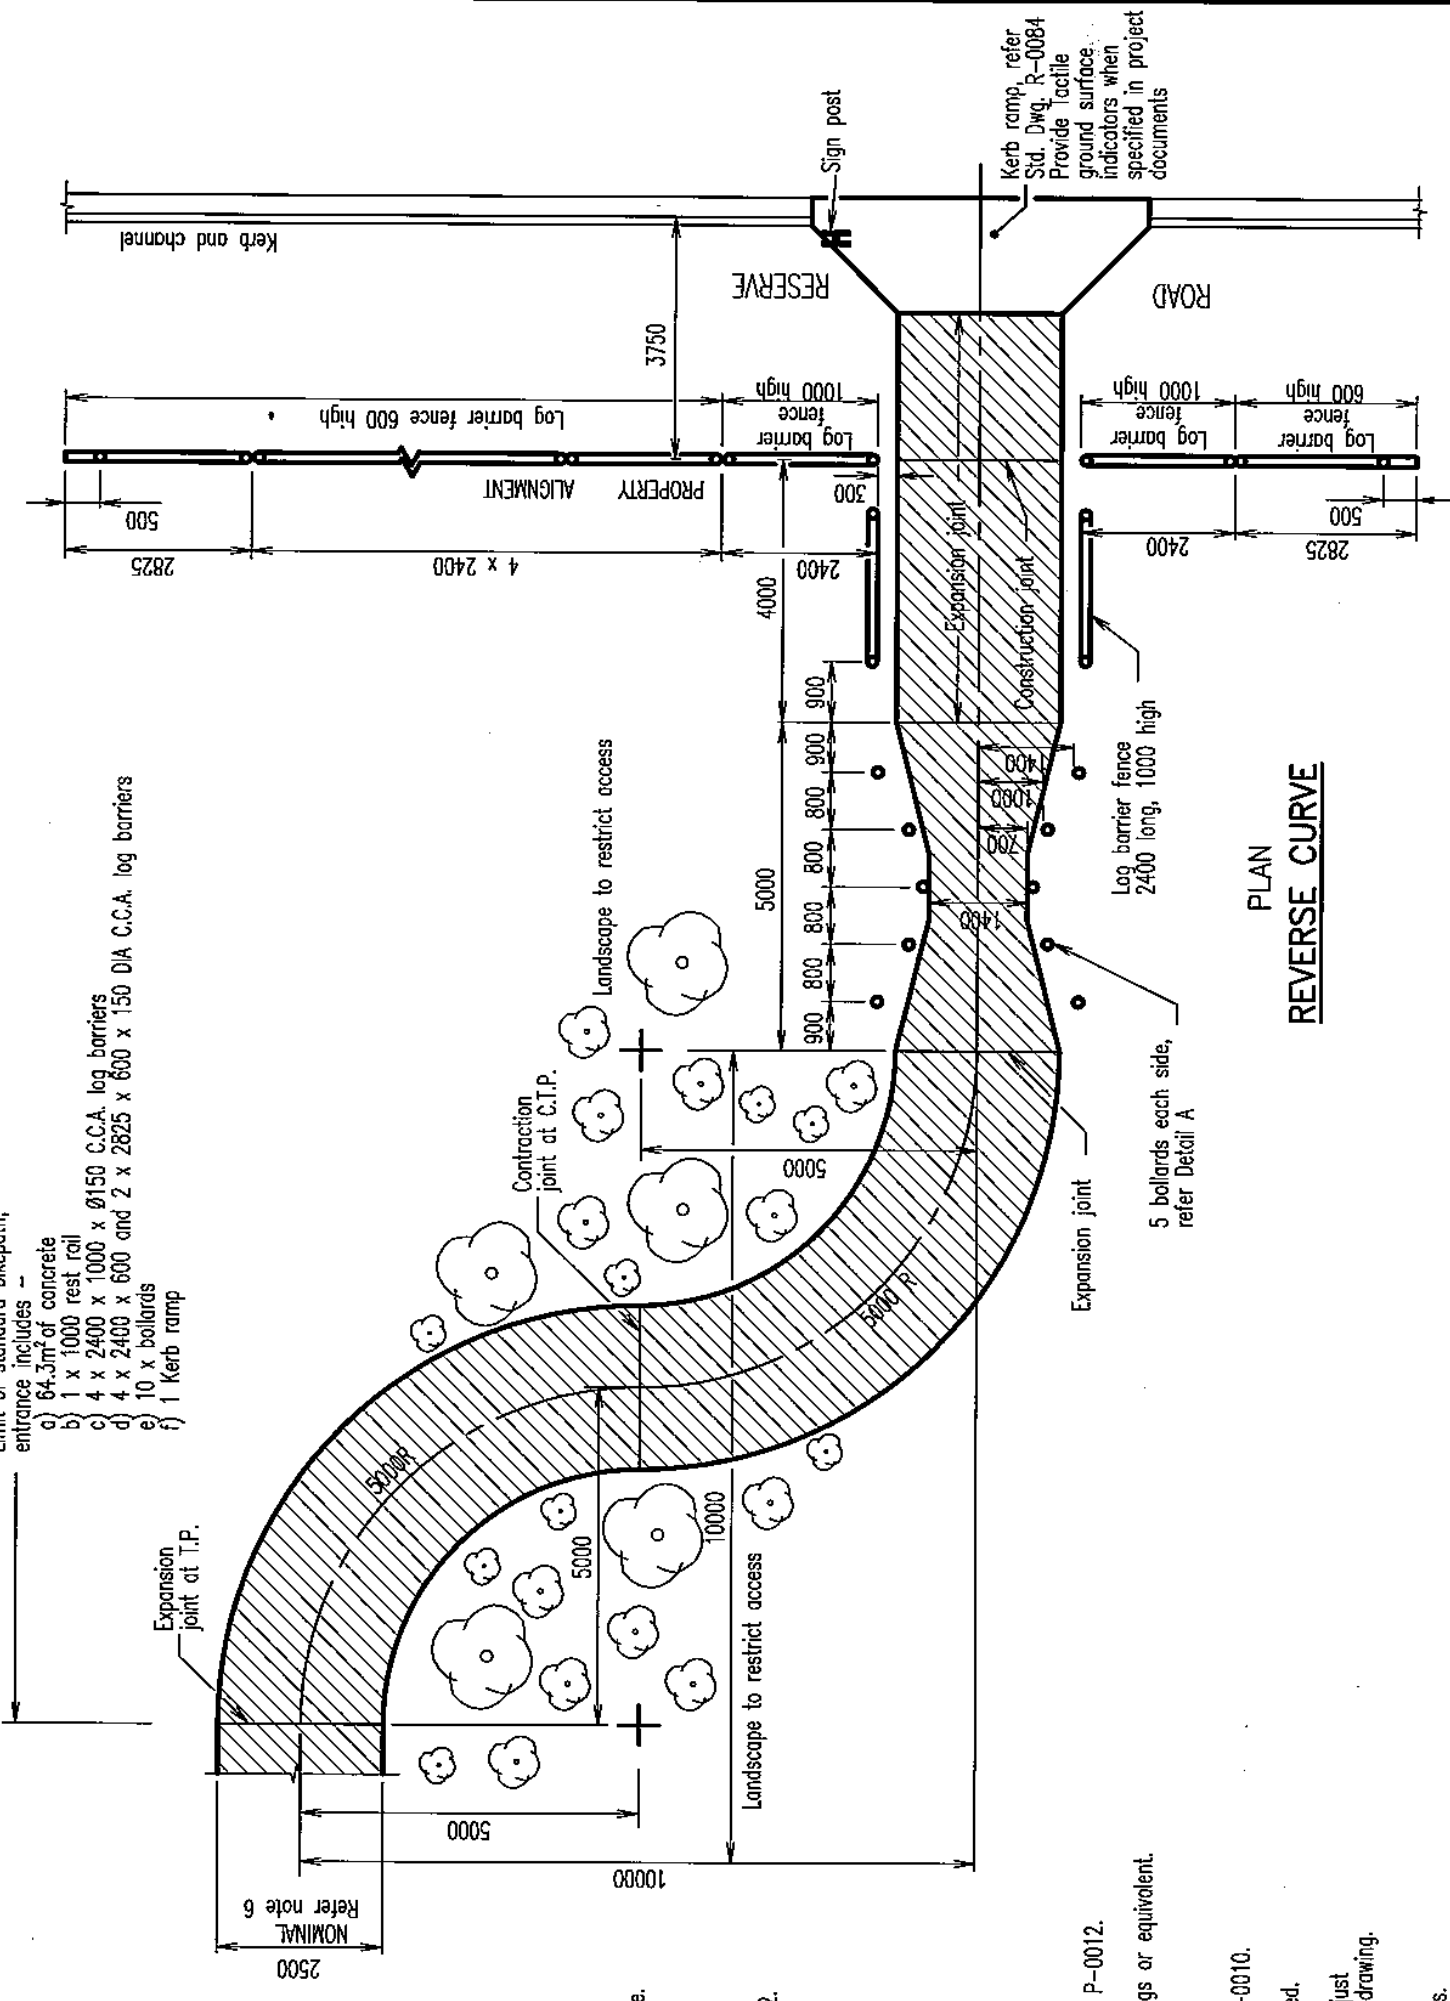 entrance includes –
a) 64.3m² of concrete
b) 1 x 1000 rest rail
c) 4 x 2400 x 1000 x Ø150 C.C.A. log barriers
d) 4 x 2400 x 600 and 2 x 2825 x 600 x 150 DIA C.C.A. log barriers
e) 10 x bollards
f) 1 Kerb ramp
Kerb and channel
Sign post
Kerb ramp, refer
Std. Dwg. R-0084
Provide Tactile
ground surface
indicators when
specified in project
documents
RESERVE
ROAD
3750
Log barrier fence 600 high
Log barrier
fence
1000 high
Log barrier
fence
1000 high
Log barrier
fence
600 high
PROPERTY
ALIGNMENT
500
2825
4 x 2400
2400
300
2400
2825
500
4000
5000
900
900
800
800
800
800
900
Expansion joint
Construction joint
1400
1000
700
1400
Log barrier fence
2400 long, 1000 high
Landscape to restrict access
Contraction
joint at C.T.P.
5000
5000 R
Expansion joint
5 bollards each side,
refer Detail A
5000R
Expansion
joint at T.P.
5000
10000
Landscape to restrict access
5000
10000
2500
NOMINAL
Refer note 6
PLAN
REVERSE CURVE
P-0012.
gs or equivalent.
-0010.
ed.
drawing.